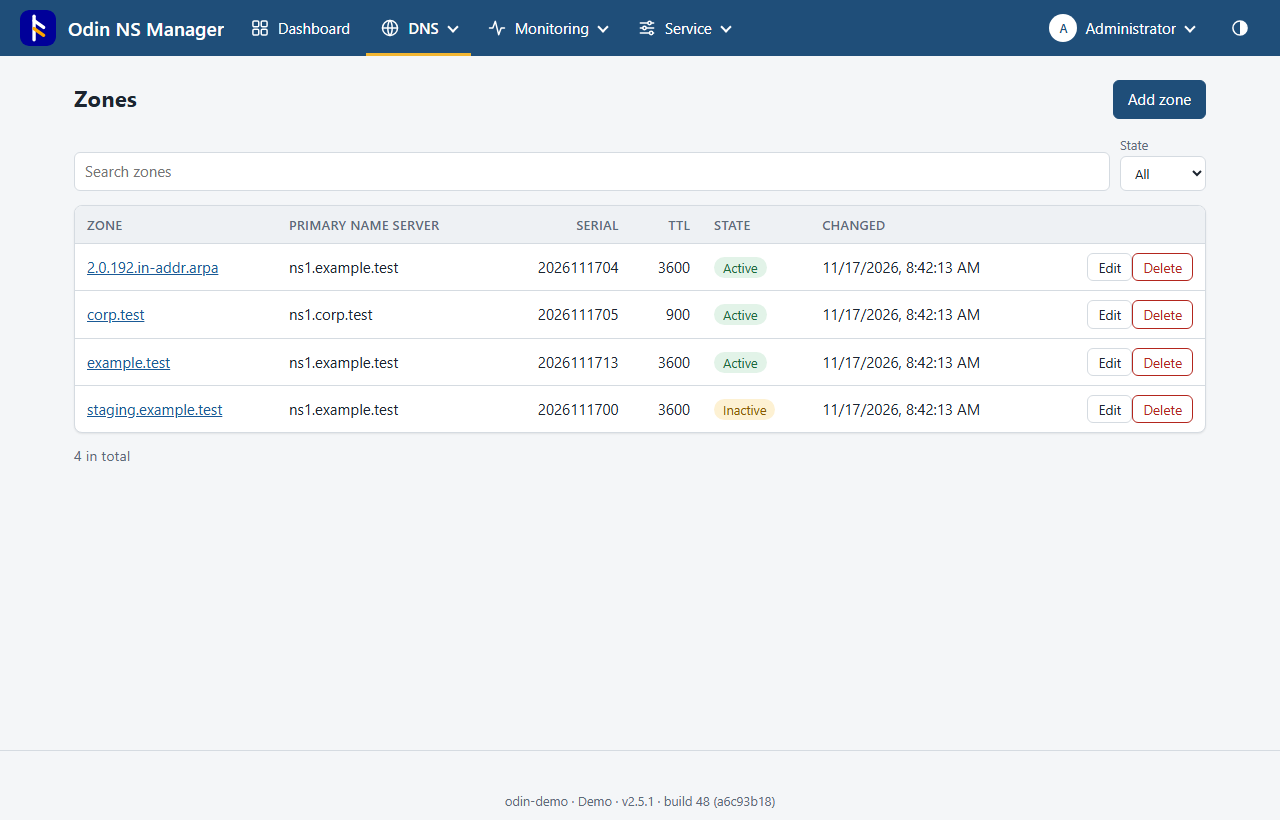 Odin NS Manager Dashboard DNS Monitoring Service A Administrator
Zones Add zone
State
Search zones All
ZONE PRIMARY NAME SERVER SERIAL TTL STATE CHANGED
2.0.192.in-addr.arpa ns1.example.test 2026111704 3600 Active 11/17/2026, 8:42:13 AM Edit Delete
corp.test ns1.corp.test 2026111705 900 Active 11/17/2026, 8:42:13 AM Edit Delete
example.test ns1.example.test 2026111713 3600 Active 11/17/2026, 8:42:13 AM Edit Delete
staging.example.test ns1.example.test 2026111700 3600 Inactive 11/17/2026, 8:42:13 AM Edit Delete
4 in total
odin-demo · Demo · v2.5.1 · build 48 (a6c93b18)